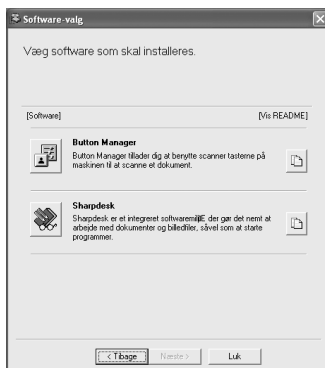 Software-valg
Væg software som skal installeres.
[Software] [Vis README]
Button Manager
Button Manager tillader dig at benytte scanner tasterne på
maskinen til at scanne et dokument.
Sharpdesk
Sharpdesk er et integreret softwaremiljE der gør det nemt at
arbejde med dokumenter og billedfiler, såvel som at starte
programmer.
< Tibage Næste > Luk